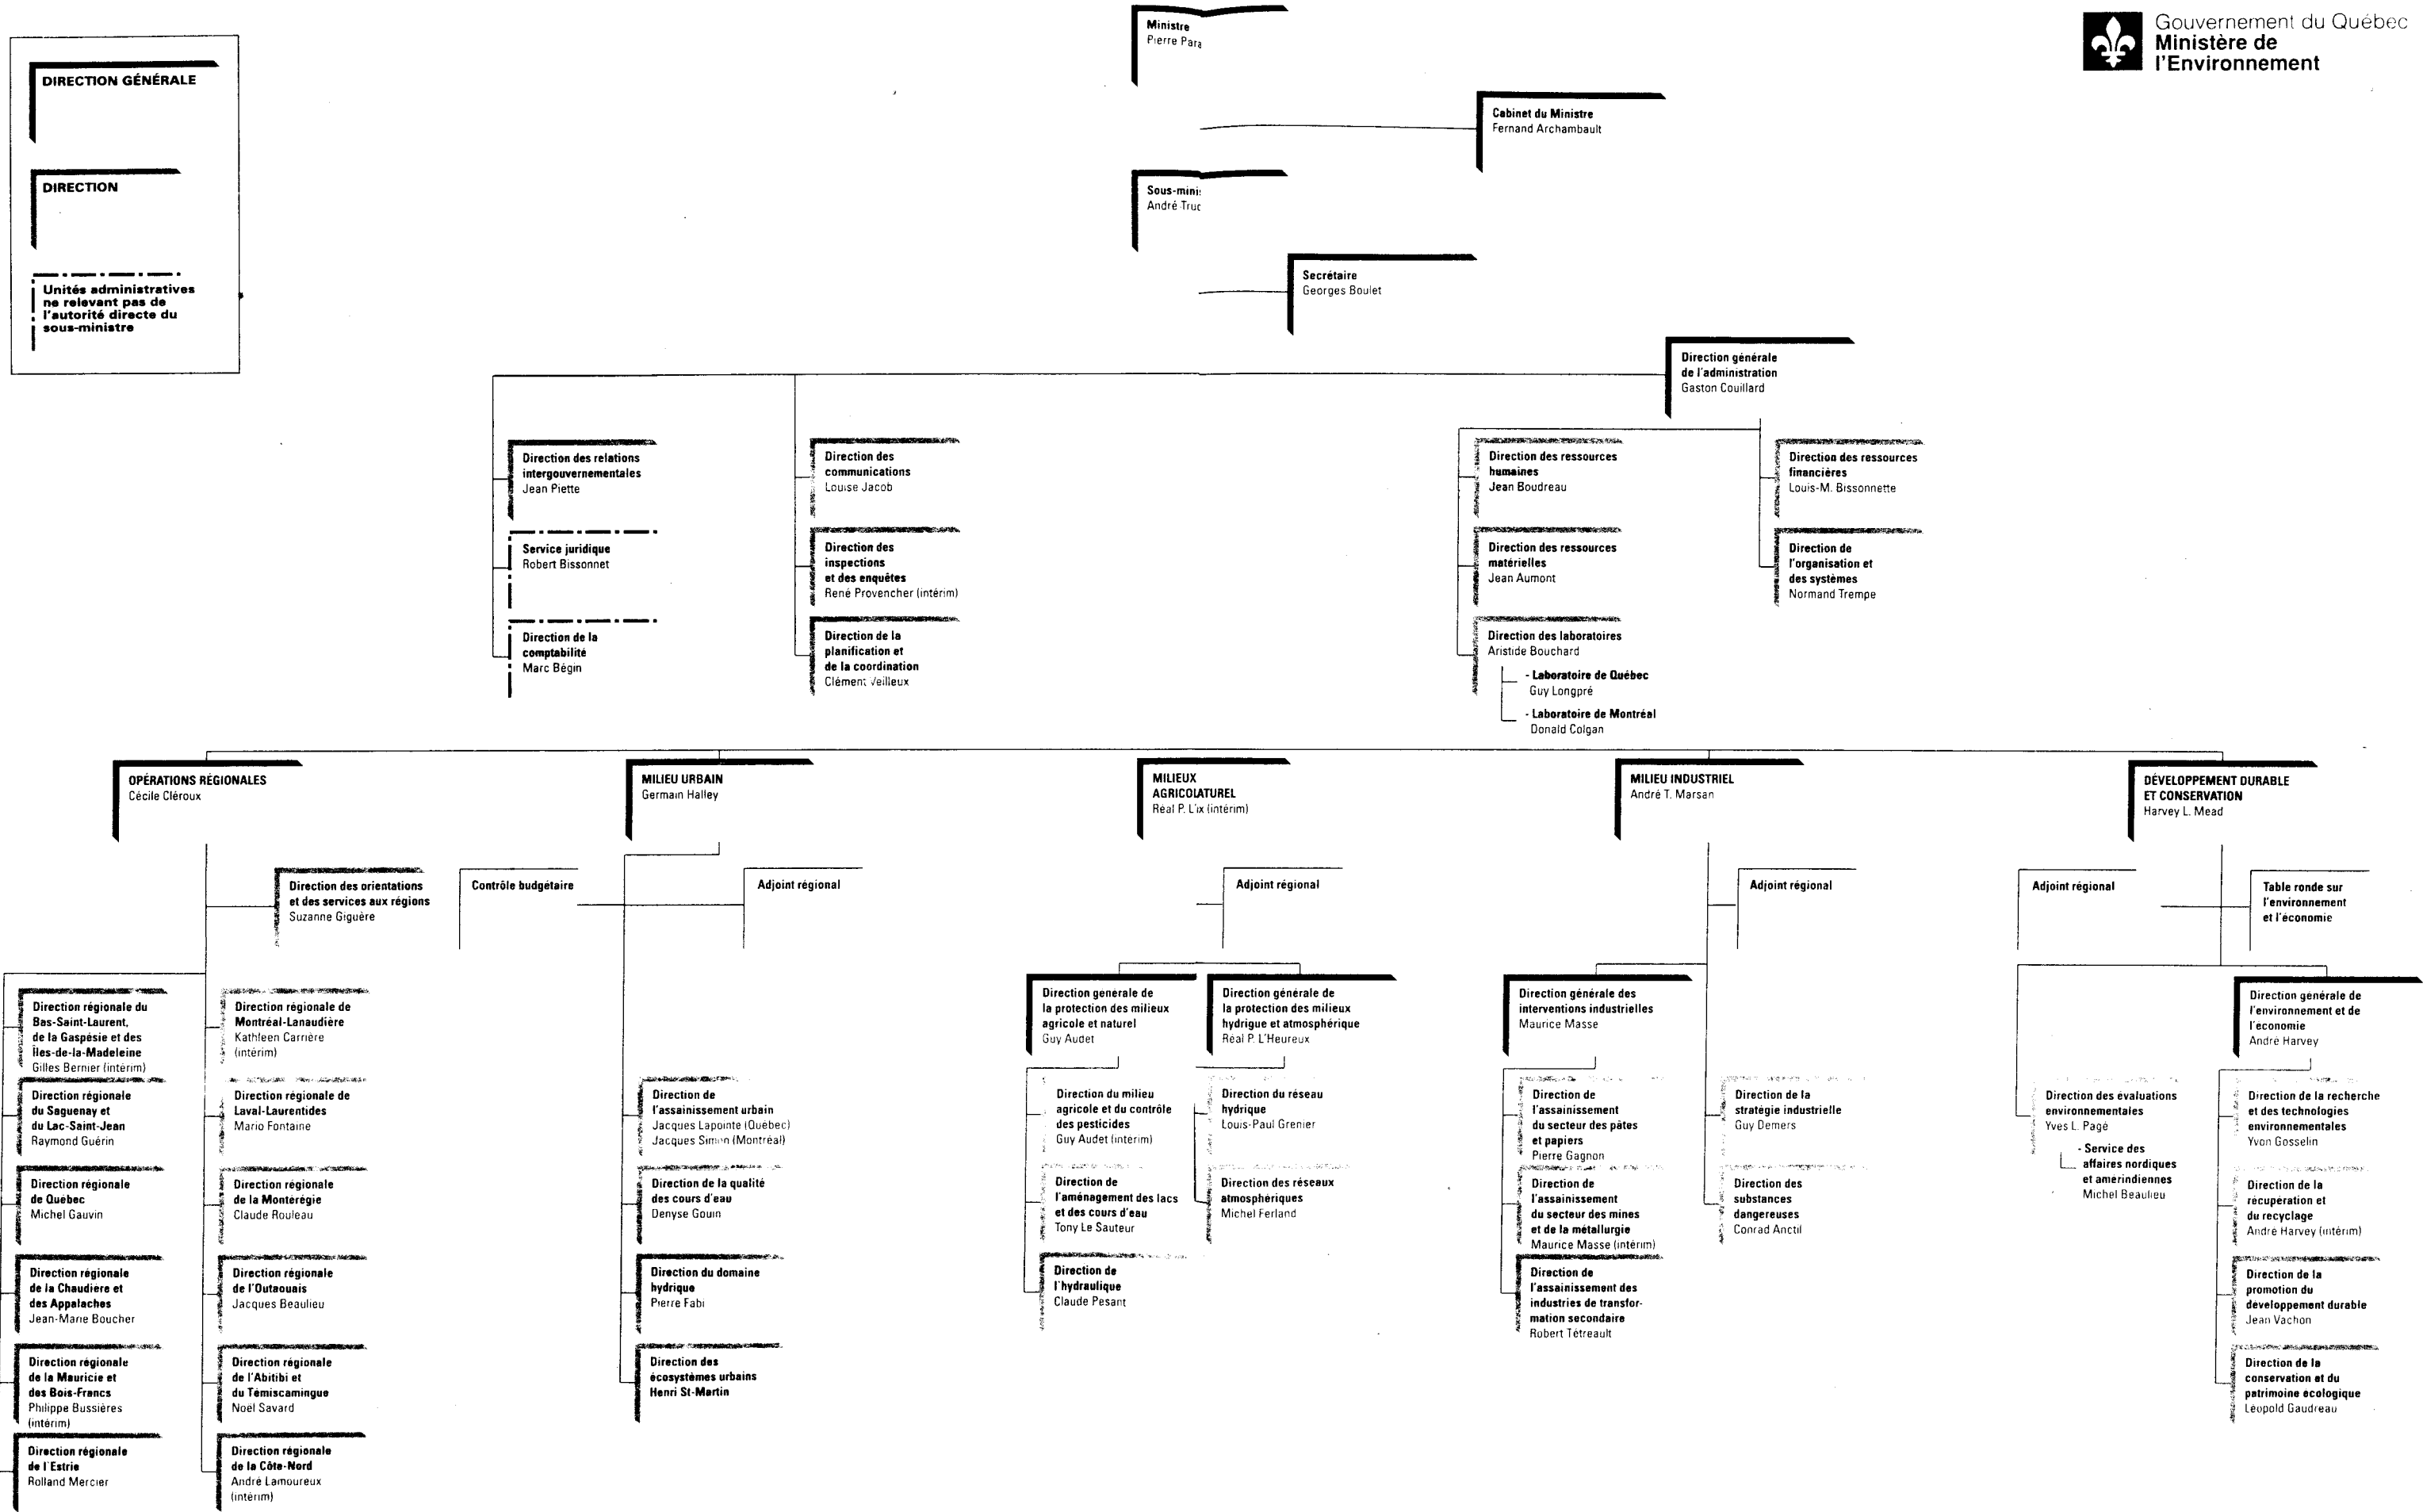 Gouvernement du Québec
Ministère de
l'Environnement
DIRECTION GÉNÉRALE
DIRECTION
Unités administratives
ne relevant pas de
l'autorité directe du
sous-ministre
Ministre
Pierre Para
Cabinet du Ministre
Fernand Archambault
Sous-mini
André Truc
Secrétaire
Georges Boulet
Direction générale
de l'administration
Gaston Couillard
Direction des relations
intergouvernementales
Jean Piette
Service juridique
Robert Bissonnet
Direction de la
comptabilité
Marc Bégin
Direction des
communications
Louise Jacob
Direction des
inspections
et des enquêtes
René Provencher (intérim)
Direction de la
planification et
de la coordination
Clément Veilleux
Direction des ressources
humaines
Jean Boudreau
Direction des ressources
matérielles
Jean Aumont
Direction des laboratoires
Aristide Bouchard
- Laboratoire de Québec
Guy Longpré
- Laboratoire de Montréal
Donald Colgan
Direction des ressources
financières
Louis-M. Bissonnette
Direction de
l'organisation et
des systèmes
Normand Trempe
OPÉRATIONS RÉGIONALES
Cécile Cléroux
Direction des orientations
et des services aux régions
Suzanne Giguère
Direction régionale du
Bas-Saint-Laurent,
de la Gaspésie et des
Îles-de-la-Madeleine
Gilles Bernier (intérim)
Direction régionale
du Saguenay et
du Lac-Saint-Jean
Raymond Guérin
Direction régionale
de Québec
Michel Gauvin
Direction régionale
de la Chaudière et
des Appalaches
Jean-Marie Boucher
Direction régionale
de la Mauricie et
des Bois-Francs
Philippe Bussières
(intérim)
Direction régionale
de l'Estrie
Rolland Mercier
Direction régionale de
Montréal-Lanaudière
Kathleen Carrière
(intérim)
Direction régionale de
Laval-Laurentides
Mario Fontaine
Direction régionale
de la Montérégie
Claude Rouleau
Direction régionale
de l'Outaouais
Jacques Beaulieu
Direction régionale
de l'Abitibi et
du Témiscamingue
Noël Savard
Direction régionale
de la Côte-Nord
André Lamoureux
(intérim)
MILIEU URBAIN
Germain Halley
Contrôle budgétaire
Adjoint régional
Direction de
l'assainissement urbain
Jacques Lapointe (Québec)
Jacques Simon (Montréal)
Direction de la qualité
des cours d'eau
Denyse Gouin
Direction du domaine
hydrique
Pierre Fabi
Direction des
écosystèmes urbains
Henri St-Martin
MILIEUX
AGRICOLATUREL
Réal P. L'ix (intérim)
Adjoint régional
Direction générale de
la protection des milieux
agricole et naturel
Guy Audet
Direction du milieu
agricole et du contrôle
des pesticides
Guy Audet (intérim)
Direction de
l'aménagement des lacs
et des cours d'eau
Tony Le Sauteur
Direction de
l'hydraulique
Claude Pesant
Direction générale de
la protection des milieux
hydrigue et atmosphérique
Réal P. L'Heureux
Direction du réseau
hydrique
Louis-Paul Grenier
Direction des réseaux
atmosphériques
Michel Ferland
MILIEU INDUSTRIEL
André T. Marsan
Adjoint régional
Direction générale des
interventions industrielles
Maurice Masse
Direction de
l'assainissement
du secteur des pâtes
et papiers
Pierre Gagnon
Direction de
l'assainissement
du secteur des mines
et de la métallurgie
Maurice Masse (intérim)
Direction de
l'assainissement des
industries de transfor-
mation secondaire
Robert Tétreault
Direction de la
stratégie industrielle
Guy Demers
Direction des
substances
dangereuses
Conrad Anctil
DÉVELOPPEMENT DURABLE
ET CONSERVATION
Harvey L. Mead
Adjoint régional
Table ronde sur
l'environnement
et l'économie
Direction des évaluations
environnementales
Yves L. Pagé
- Service des
affaires nordiques
et amérindiennes
Michel Beaulieu
Direction générale de
l'environnement et de
l'économie
André Harvey
Direction de la recherche
et des technologies
environnementales
Yvon Gosselin
Direction de la
récupération et
du recyclage
André Harvey (intérim)
Direction de la
promotion du
développement durable
Jean Vachon
Direction de la
conservation et du
patrimoine écologique
Léopold Gaudreau